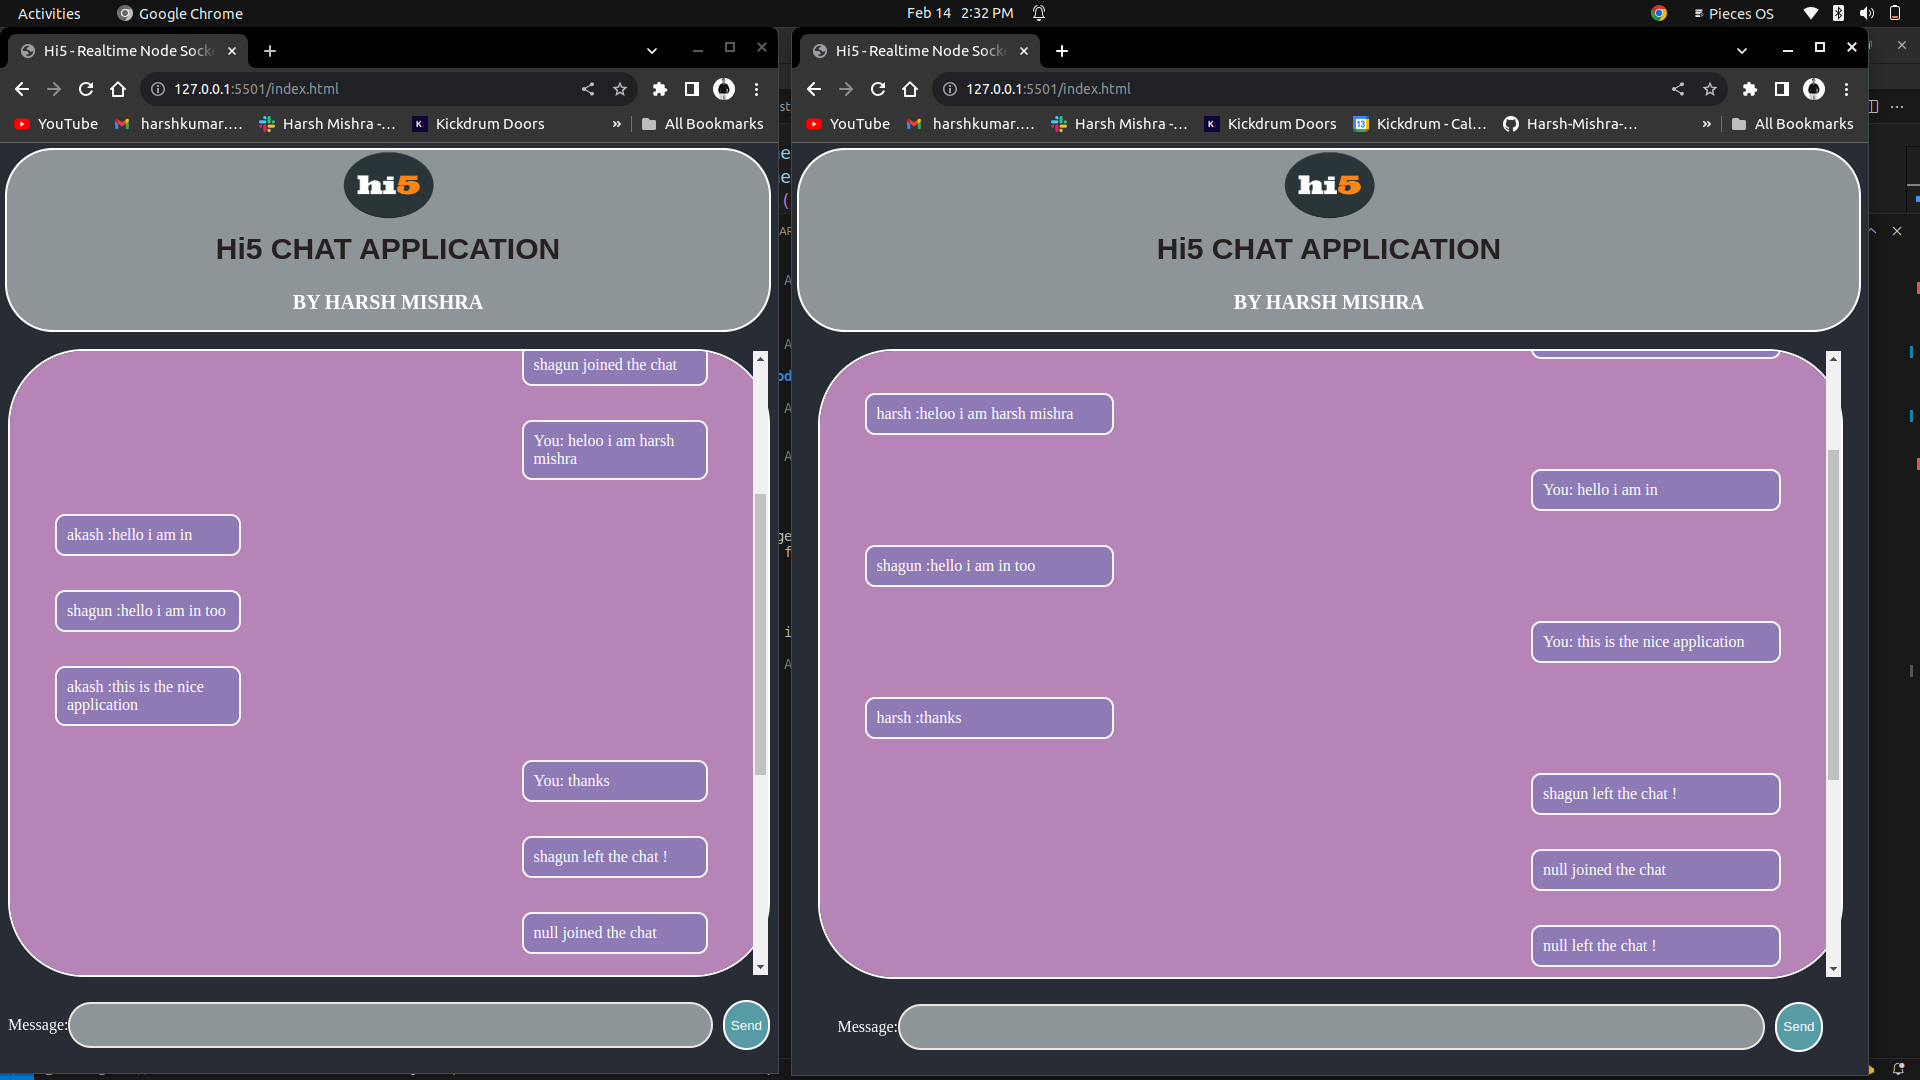 Activities
Google Chrome
Feb 14 2:32 PM
Pieces OS
Hi5 - Realtime Node Socke
127.0.0.1:5501/index.html
YouTube
harshkumar....
Harsh Mishra -...
Kickdrum Doors
»
All Bookmarks
hi5
Hi5 CHAT APPLICATION
BY HARSH MISHRA
shagun joined the chat
You: heloo i am harsh
mishra
akash :hello i am in
shagun :hello i am in too
akash :this is the nice
application
You: thanks
shagun left the chat !
null joined the chat
Message:
Send
Hi5 - Realtime Node Socke
127.0.0.1:5501/index.html
YouTube
harshkumar....
Harsh Mishra -...
Kickdrum Doors
Kickdrum - Cal...
Harsh-Mishra-...
»
All Bookmarks
hi5
Hi5 CHAT APPLICATION
BY HARSH MISHRA
harsh :heloo i am harsh mishra
You: hello i am in
shagun :hello i am in too
You: this is the nice application
harsh :thanks
shagun left the chat !
null joined the chat
null left the chat !
Message:
Send